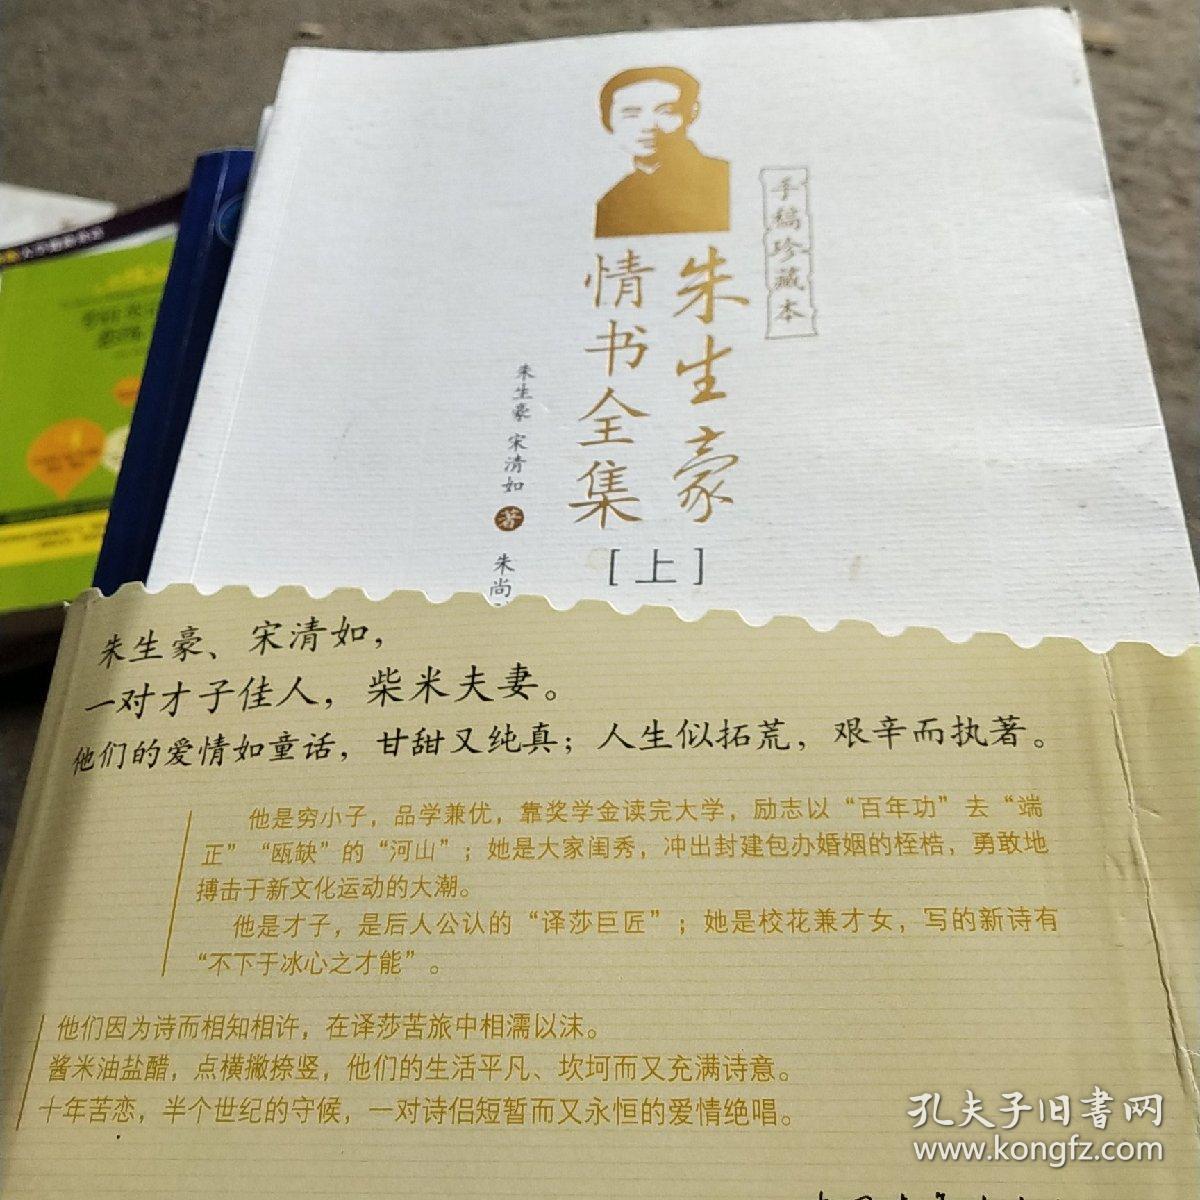 手稿珍藏本
朱生豪
情书全集
[上]
朱生豪 宋清如 著
朱尚
朱生豪、宋清如，
一对才子佳人，柴米夫妻。
他们的爱情如童话，甘甜又纯真；人生似拓荒，艰辛而执著。
他是穷小子，品学兼优，靠奖学金读完大学，励志以“百年功”去“端
正”“瓯缺”的“河山”；她是大家闺秀，冲出封建包办婚姻的桎梏，勇敢地
搏击于新文化运动的大潮。
他是才子，是后人公认的“译莎巨匠”；她是校花兼才女，写的新诗有
“不下于冰心之才能”。
他们因为诗而相知相许，在译莎苦旅中相濡以沫。
酱米油盐醋，点横撇捺竖，他们的生活平凡、坎坷而又充满诗意。
十年苦恋，半个世纪的守候，一对诗侣短暂而又永恒的爱情绝唱。
孔夫子旧书网
www.kongfz.com